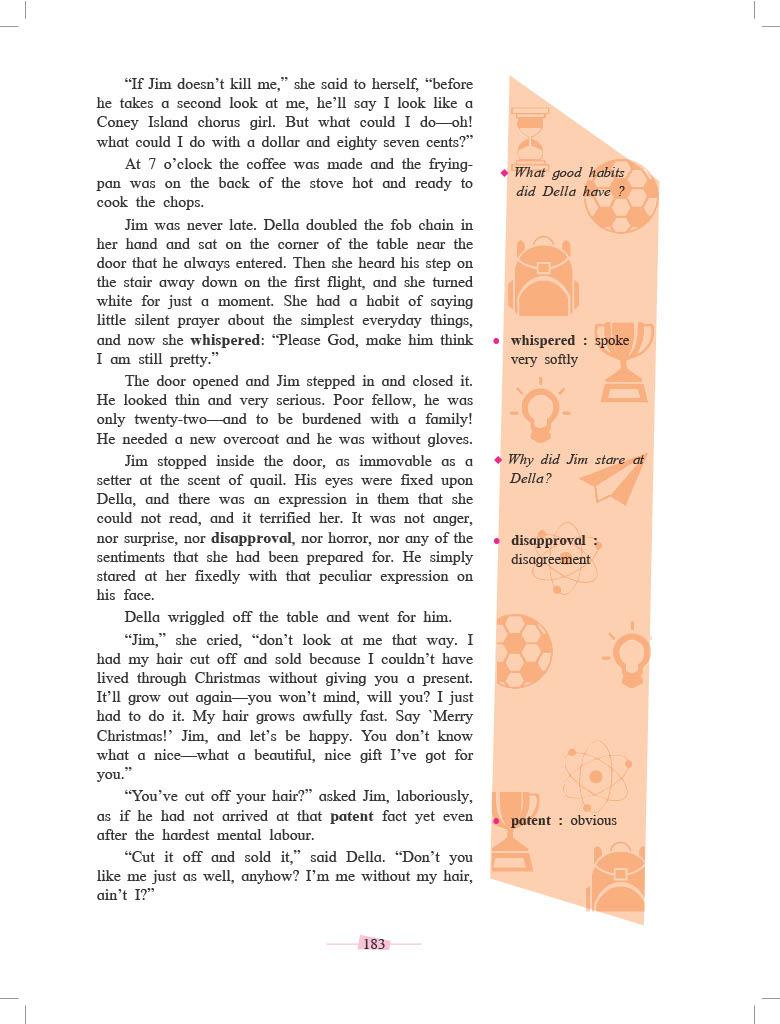 “If Jim doesn’t kill me,” she said to herself, “before
he takes a second look at me, he’ll say I look like a
Coney Island chorus girl. But what could I do—oh!
what could I do with a dollar and eighty seven cents?”
At 7 o’clock the coffee was made and the frying-
pan was on the back of the stove hot and ready to
cook the chops.
Jim was never late. Della doubled the fob chain in
her hand and sat on the corner of the table near the
door that he always entered. Then she heard his step on
the stair away down on the first flight, and she turned
white for just a moment. She had a habit of saying
little silent prayer about the simplest everyday things,
and now she whispered: “Please God, make him think
I am still pretty.”
The door opened and Jim stepped in and closed it.
He looked thin and very serious. Poor fellow, he was
only twenty-two—and to be burdened with a family!
He needed a new overcoat and he was without gloves.
Jim stopped inside the door, as immovable as a
setter at the scent of quail. His eyes were fixed upon
Della, and there was an expression in them that she
could not read, and it terrified her. It was not anger,
nor surprise, nor disapproval, nor horror, nor any of the
sentiments that she had been prepared for. He simply
stared at her fixedly with that peculiar expression on
his face.
Della wriggled off the table and went for him.
“Jim,” she cried, “don’t look at me that way. I
had my hair cut off and sold because I couldn’t have
lived through Christmas without giving you a present.
It’ll grow out again—you won’t mind, will you? I just
had to do it. My hair grows awfully fast. Say `Merry
Christmas!’ Jim, and let’s be happy. You don’t know
what a nice—what a beautiful, nice gift I’ve got for
you.”
“You’ve cut off your hair?” asked Jim, laboriously,
as if he had not arrived at that patent fact yet even
after the hardest mental labour.
“Cut it off and sold it,” said Della. “Don’t you
like me just as well, anyhow? I’m me without my hair,
ain’t I?”
◆ What good habits
did Della have ?
• whispered : spoke
very softly
◆ Why did Jim stare at
Della?
• disapproval :
disagreement
• patent : obvious
183